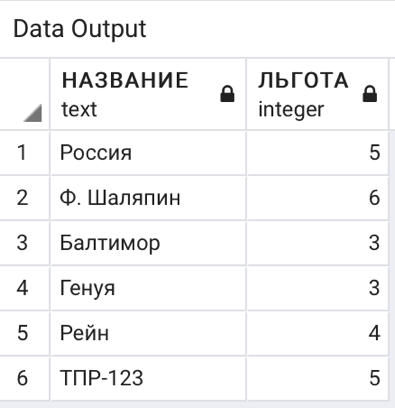 Data Output
НАЗВАНИЕ ЛЬГОТА
text integer
1 Россия 5
2 Ф. Шаляпин 6
3 Балтимор 3
4 Генуя 3
5 Рейн 4
6 ТПР-123 5